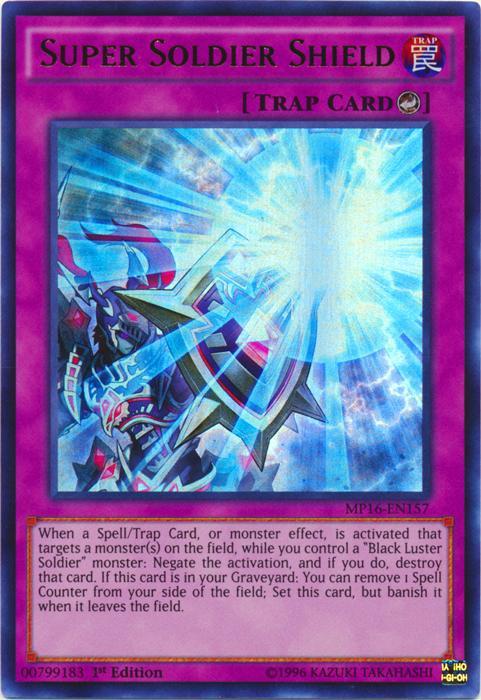 SUPER SOLDIER SHIELD
TRAP
罠
[TRAP CARD]
MP16-EN157
When a Spell/Trap Card, or monster effect, is activated that
targets a monster(s) on the field, while you control a "Black Luster
Soldier" monster: Negate the activation, and if you do, destroy
that card. If this card is in your Graveyard: You can remove 1 Spell
Counter from your side of the field; Set this card, but banish it
when it leaves the field.
00799183 1st Edition ©1996 KAZUKI TAKAHASHI